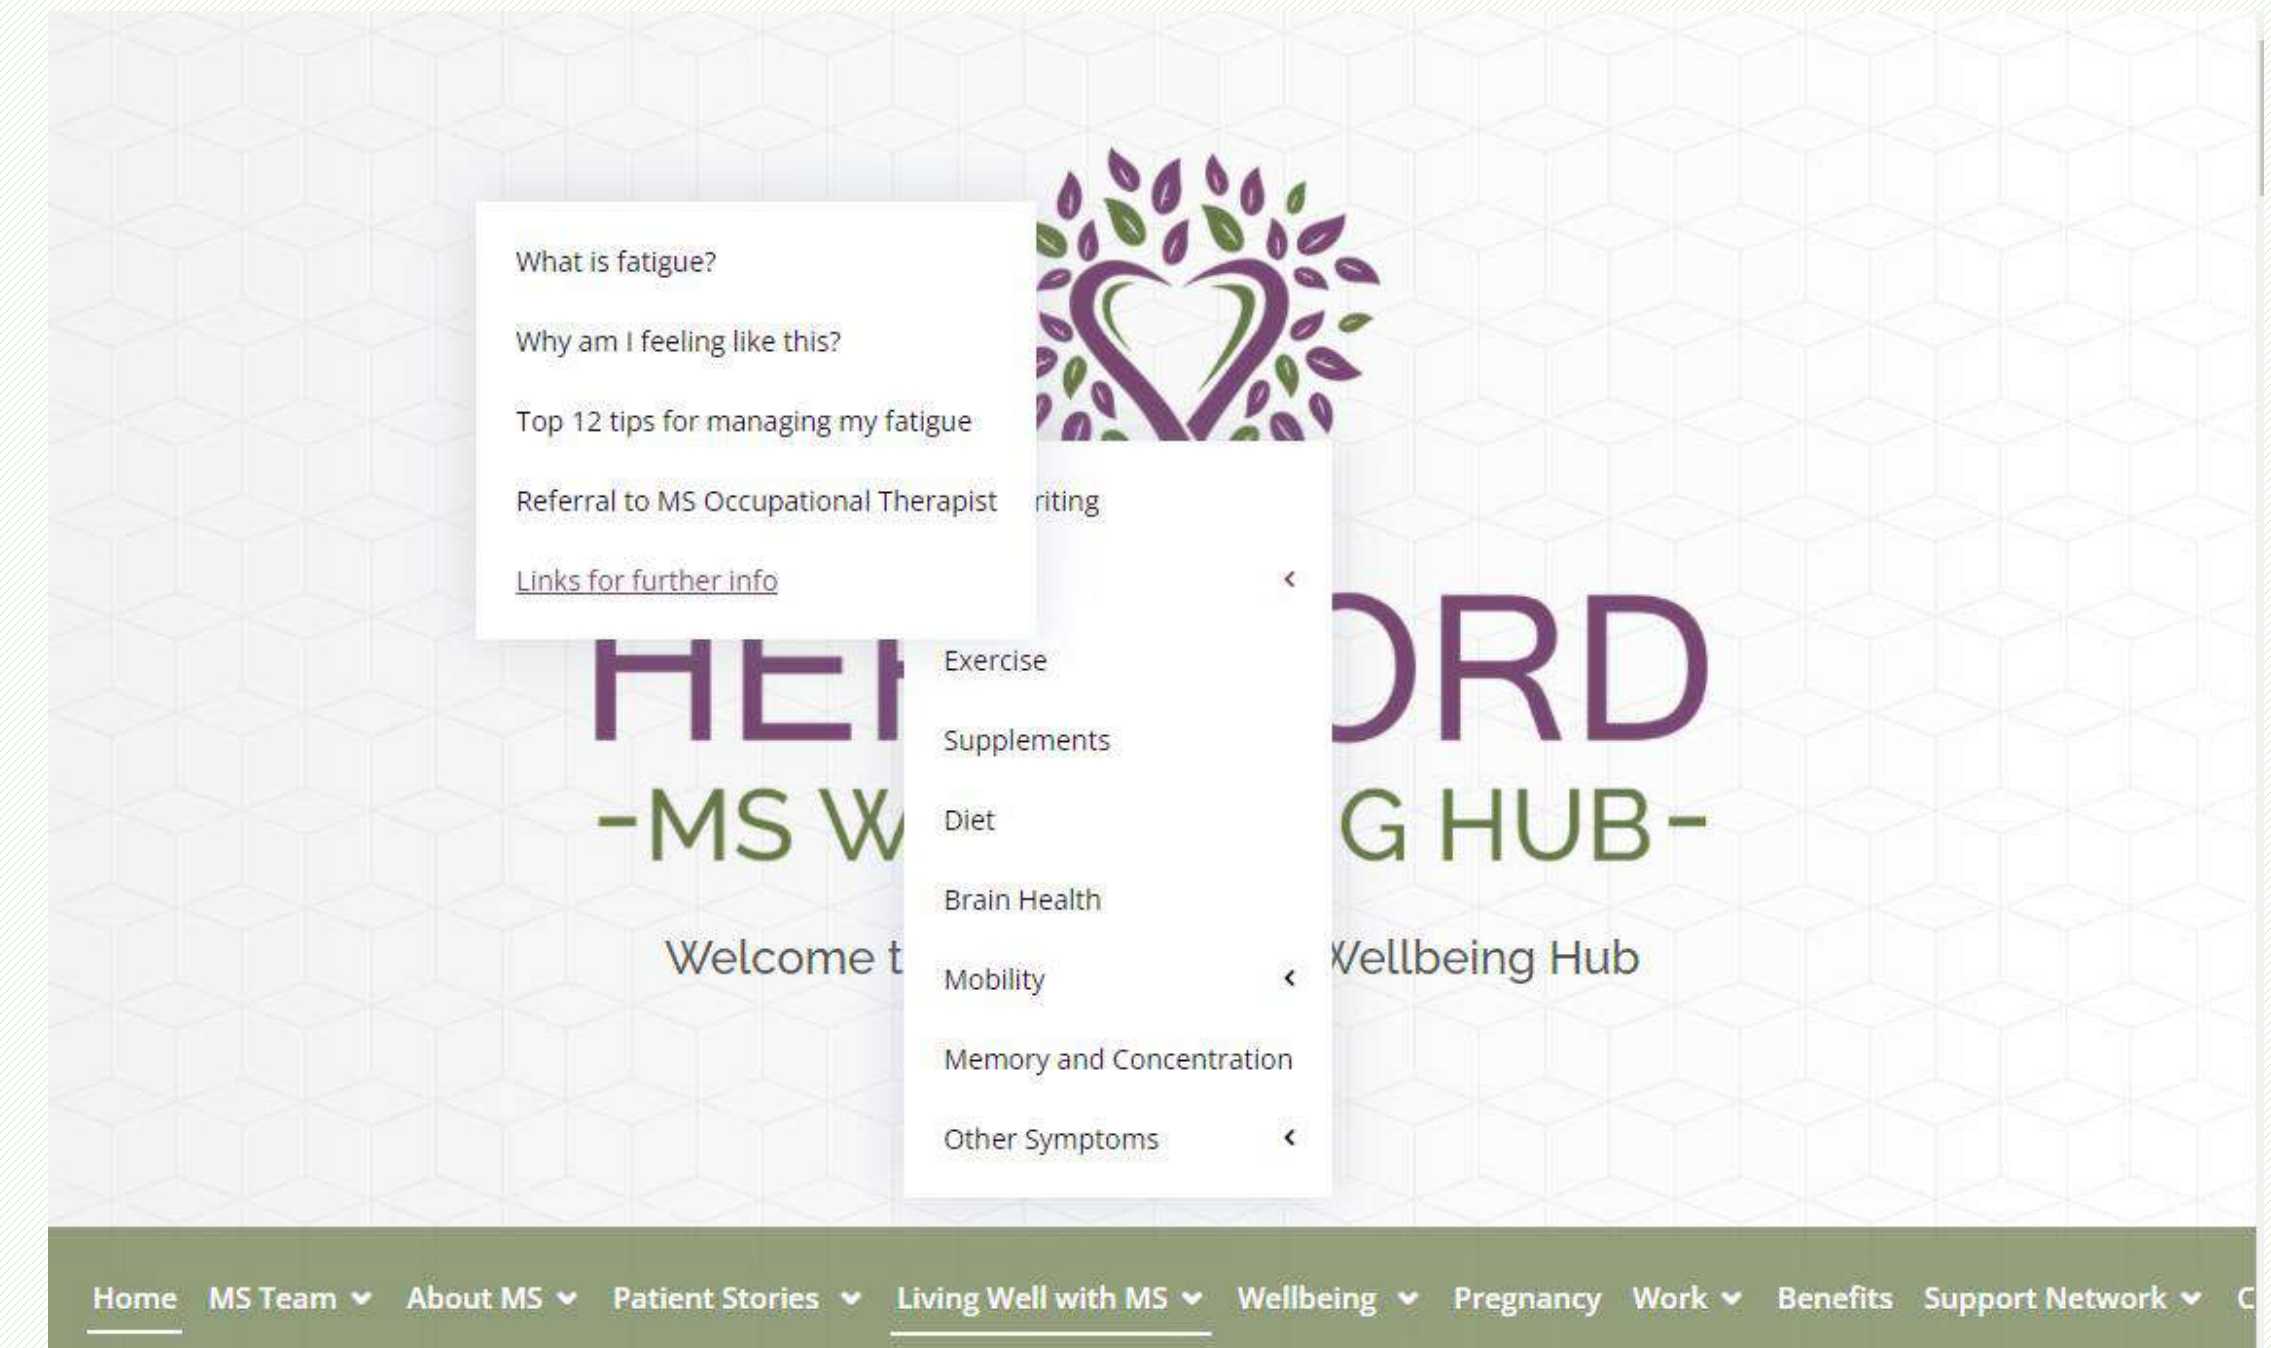 What is fatigue?
Why am I feeling like this?
Top 12 tips for managing my fatigue
Referral to MS Occupational Therapist
riting
Links for further info
ORD
Exercise
Supplements
-MS W
G HUB-
Diet
Brain Health
Welcome t
Wellbeing Hub
Mobility
Memory and Concentration
Other Symptoms
Home MS Team About MS Patient Stories Living Well with MS Wellbeing Pregnancy Work Benefits Support Network C